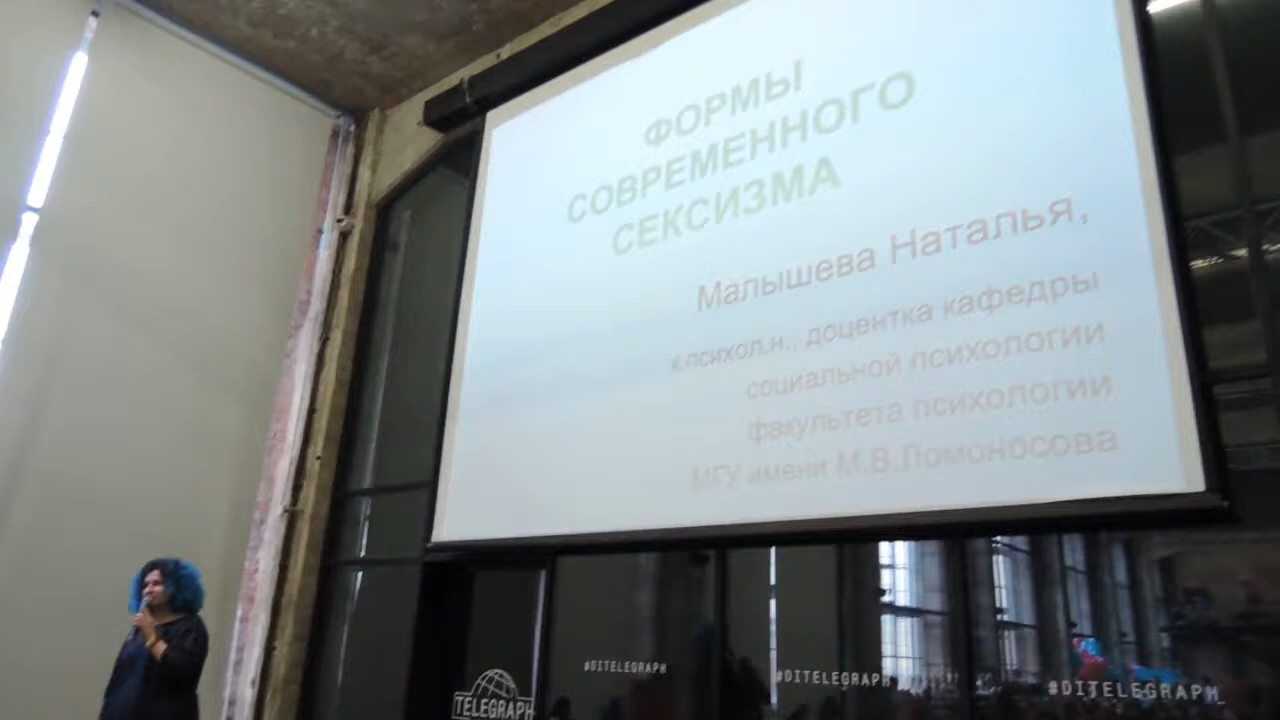 ФОРМЫ
СОВРЕМЕННОГО
СЕКСИЗМА
Малышева Наталья,
к.психол.н., доцентка кафедры
социальной психологии
факультета психологии
МГУ имени М.В.Ломоносова
TELEGRAPH
#DITELEGRAPH
#DITELEGRAPH
#DITELEGRAPH